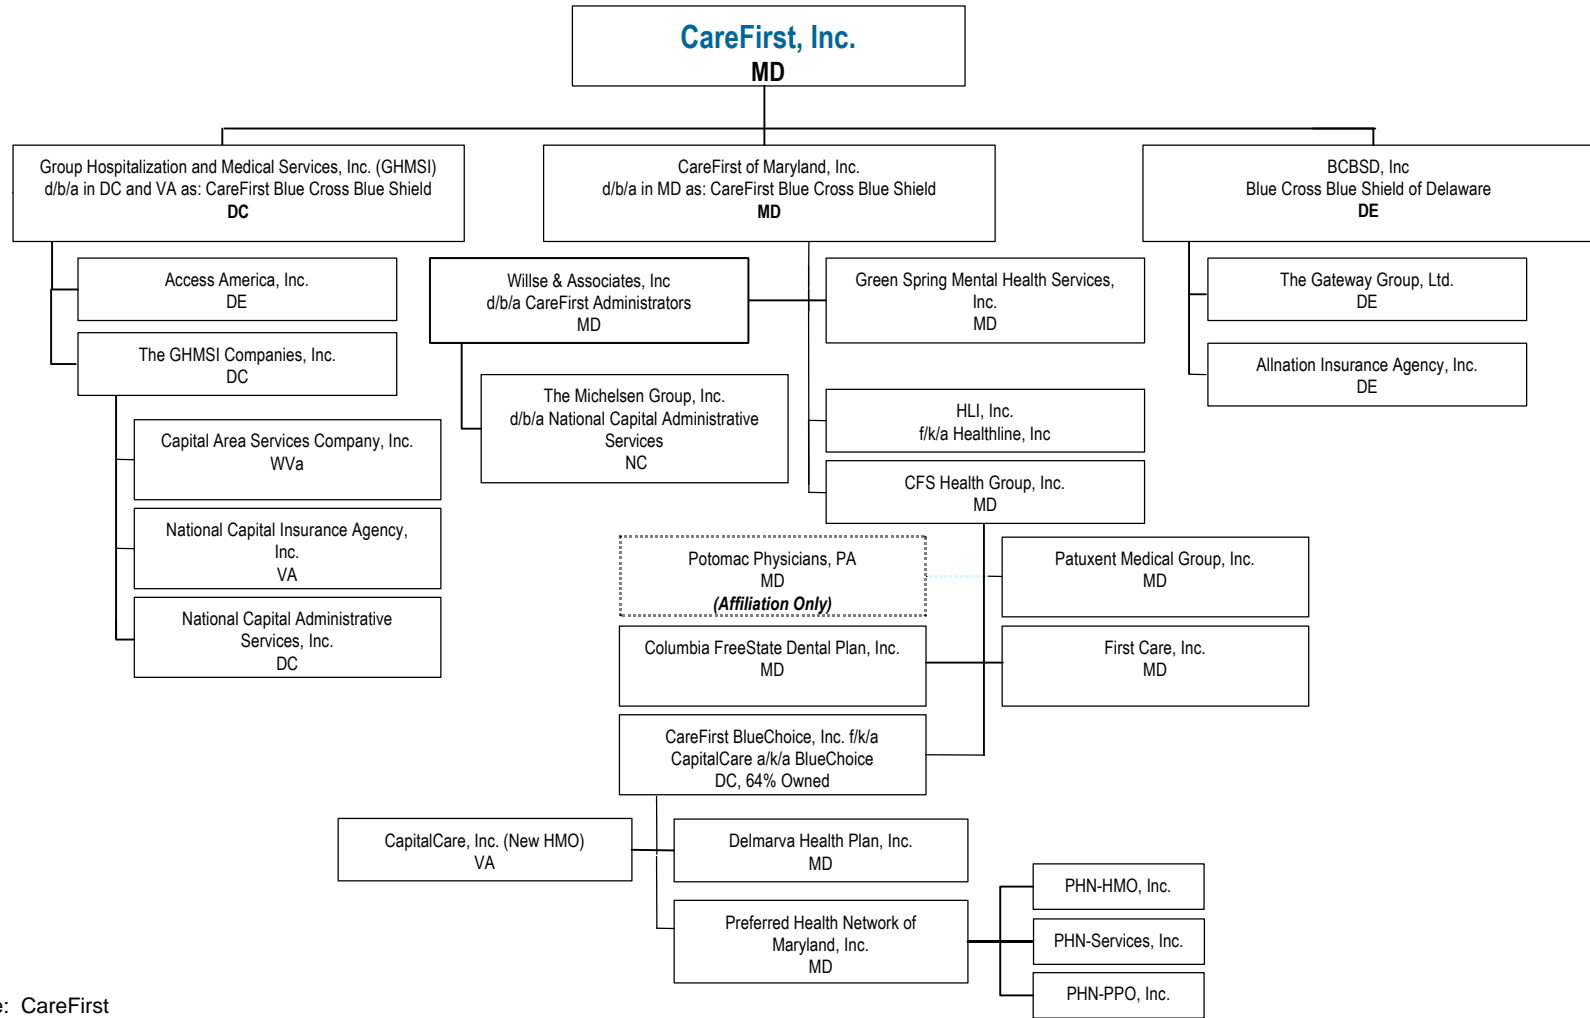 CareFirst, Inc.
MD
Group Hospitalization and Medical Services, Inc. (GHMSI)
d/b/a in DC and VA as: CareFirst Blue Cross Blue Shield
DC
CareFirst of Maryland, Inc.
d/b/a in MD as: CareFirst Blue Cross Blue Shield
MD
BCBSD, Inc
Blue Cross Blue Shield of Delaware
DE
Access America, Inc.
DE
The GHMSI Companies, Inc.
DC
Capital Area Services Company, Inc.
WVa
National Capital Insurance Agency,
Inc.
VA
National Capital Administrative
Services, Inc.
DC
Willse & Associates, Inc
d/b/a CareFirst Administrators
MD
The Michelsen Group, Inc.
d/b/a National Capital Administrative
Services
NC
Green Spring Mental Health Services,
Inc.
MD
HLI, Inc.
f/k/a Healthline, Inc
CFS Health Group, Inc.
MD
The Gateway Group, Ltd.
DE
Allnation Insurance Agency, Inc.
DE
Potomac Physicians, PA
MD
(Affiliation Only)
Patuxent Medical Group, Inc.
MD
Columbia FreeState Dental Plan, Inc.
MD
First Care, Inc.
MD
CareFirst BlueChoice, Inc. f/k/a
CapitalCare a/k/a BlueChoice
DC, 64% Owned
CapitalCare, Inc. (New HMO)
VA
Delmarva Health Plan, Inc.
MD
Preferred Health Network of
Maryland, Inc.
MD
PHN-HMO, Inc.
PHN-Services, Inc.
PHN-PPO, Inc.
e: CareFirst